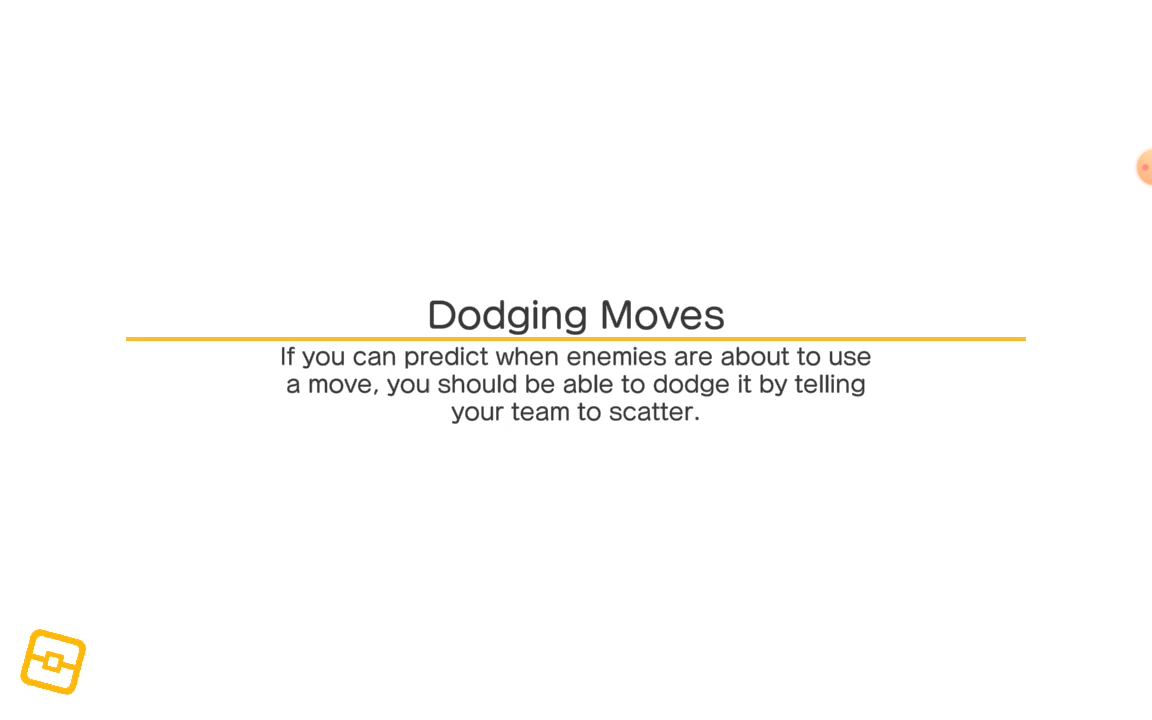 Dodging Moves
If you can predict when enemies are about to use
a move, you should be able to dodge it by telling
your team to scatter.